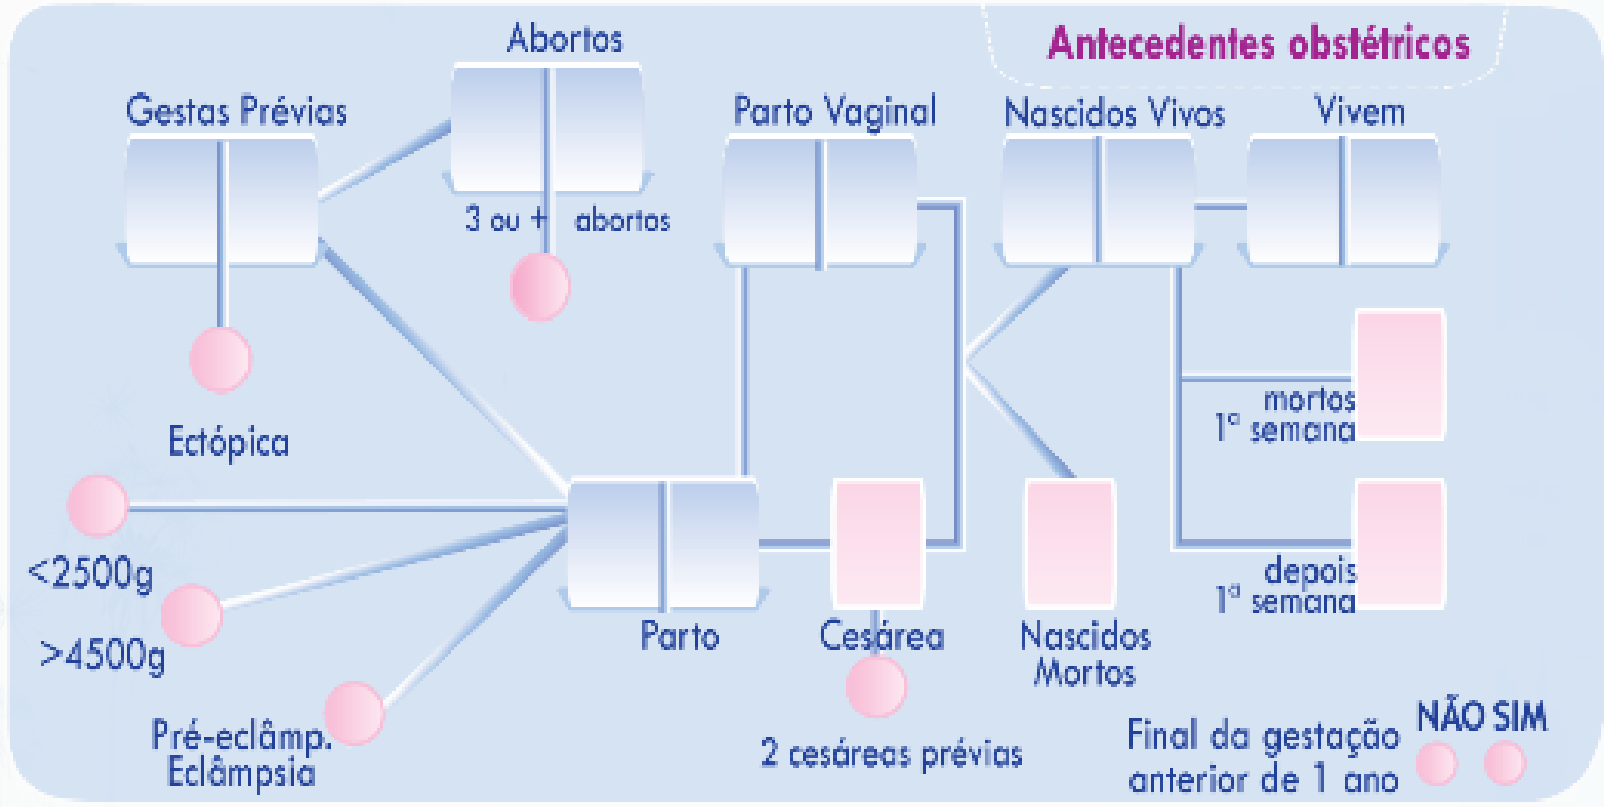 Antecedentes obstétricos
Abortos
Gestas Prévias
Parto Vaginal
Nascidos Vivos
Vivem
3 ou + abortos
mortos
1ª semana
Ectópica
<2500g
>4500g
Pré-eclâmp.
Eclâmpsia
Parto
Cesárea
2 cesáreas prévias
Nascidos
Mortos
depois
1ª semana
NÃO SIM
Final da gestação
anterior de 1 ano